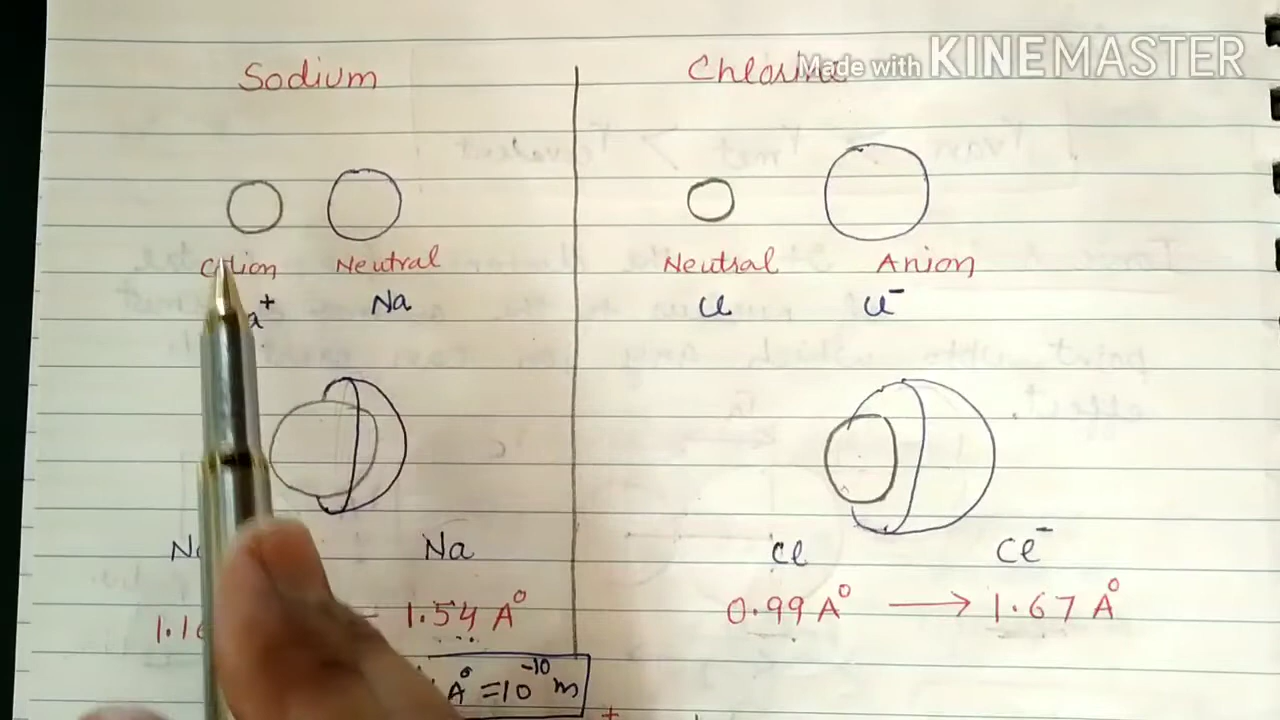 Sodium
Chlorine
Made with KINEMASTER
Cation Neutral
Neutral Anion
Na
Cl Cl⁻
Na
Cl Cl⁻
1.54 A°
0.99 A° → 1.67 A°
A° = 10⁻¹⁰ m